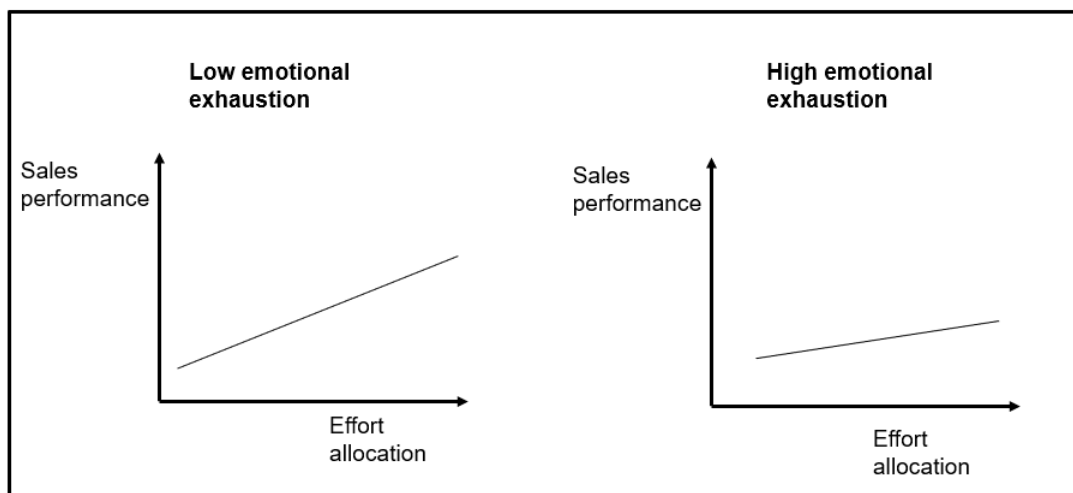 Low emotional
exhaustion
High emotional
exhaustion
Sales
performance
Effort
allocation
Sales
performance
Effort
allocation